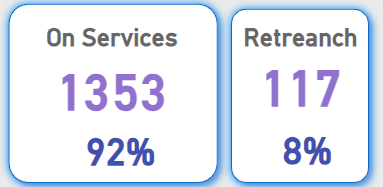 On Services
1353
92%
Retreanch
117
8%